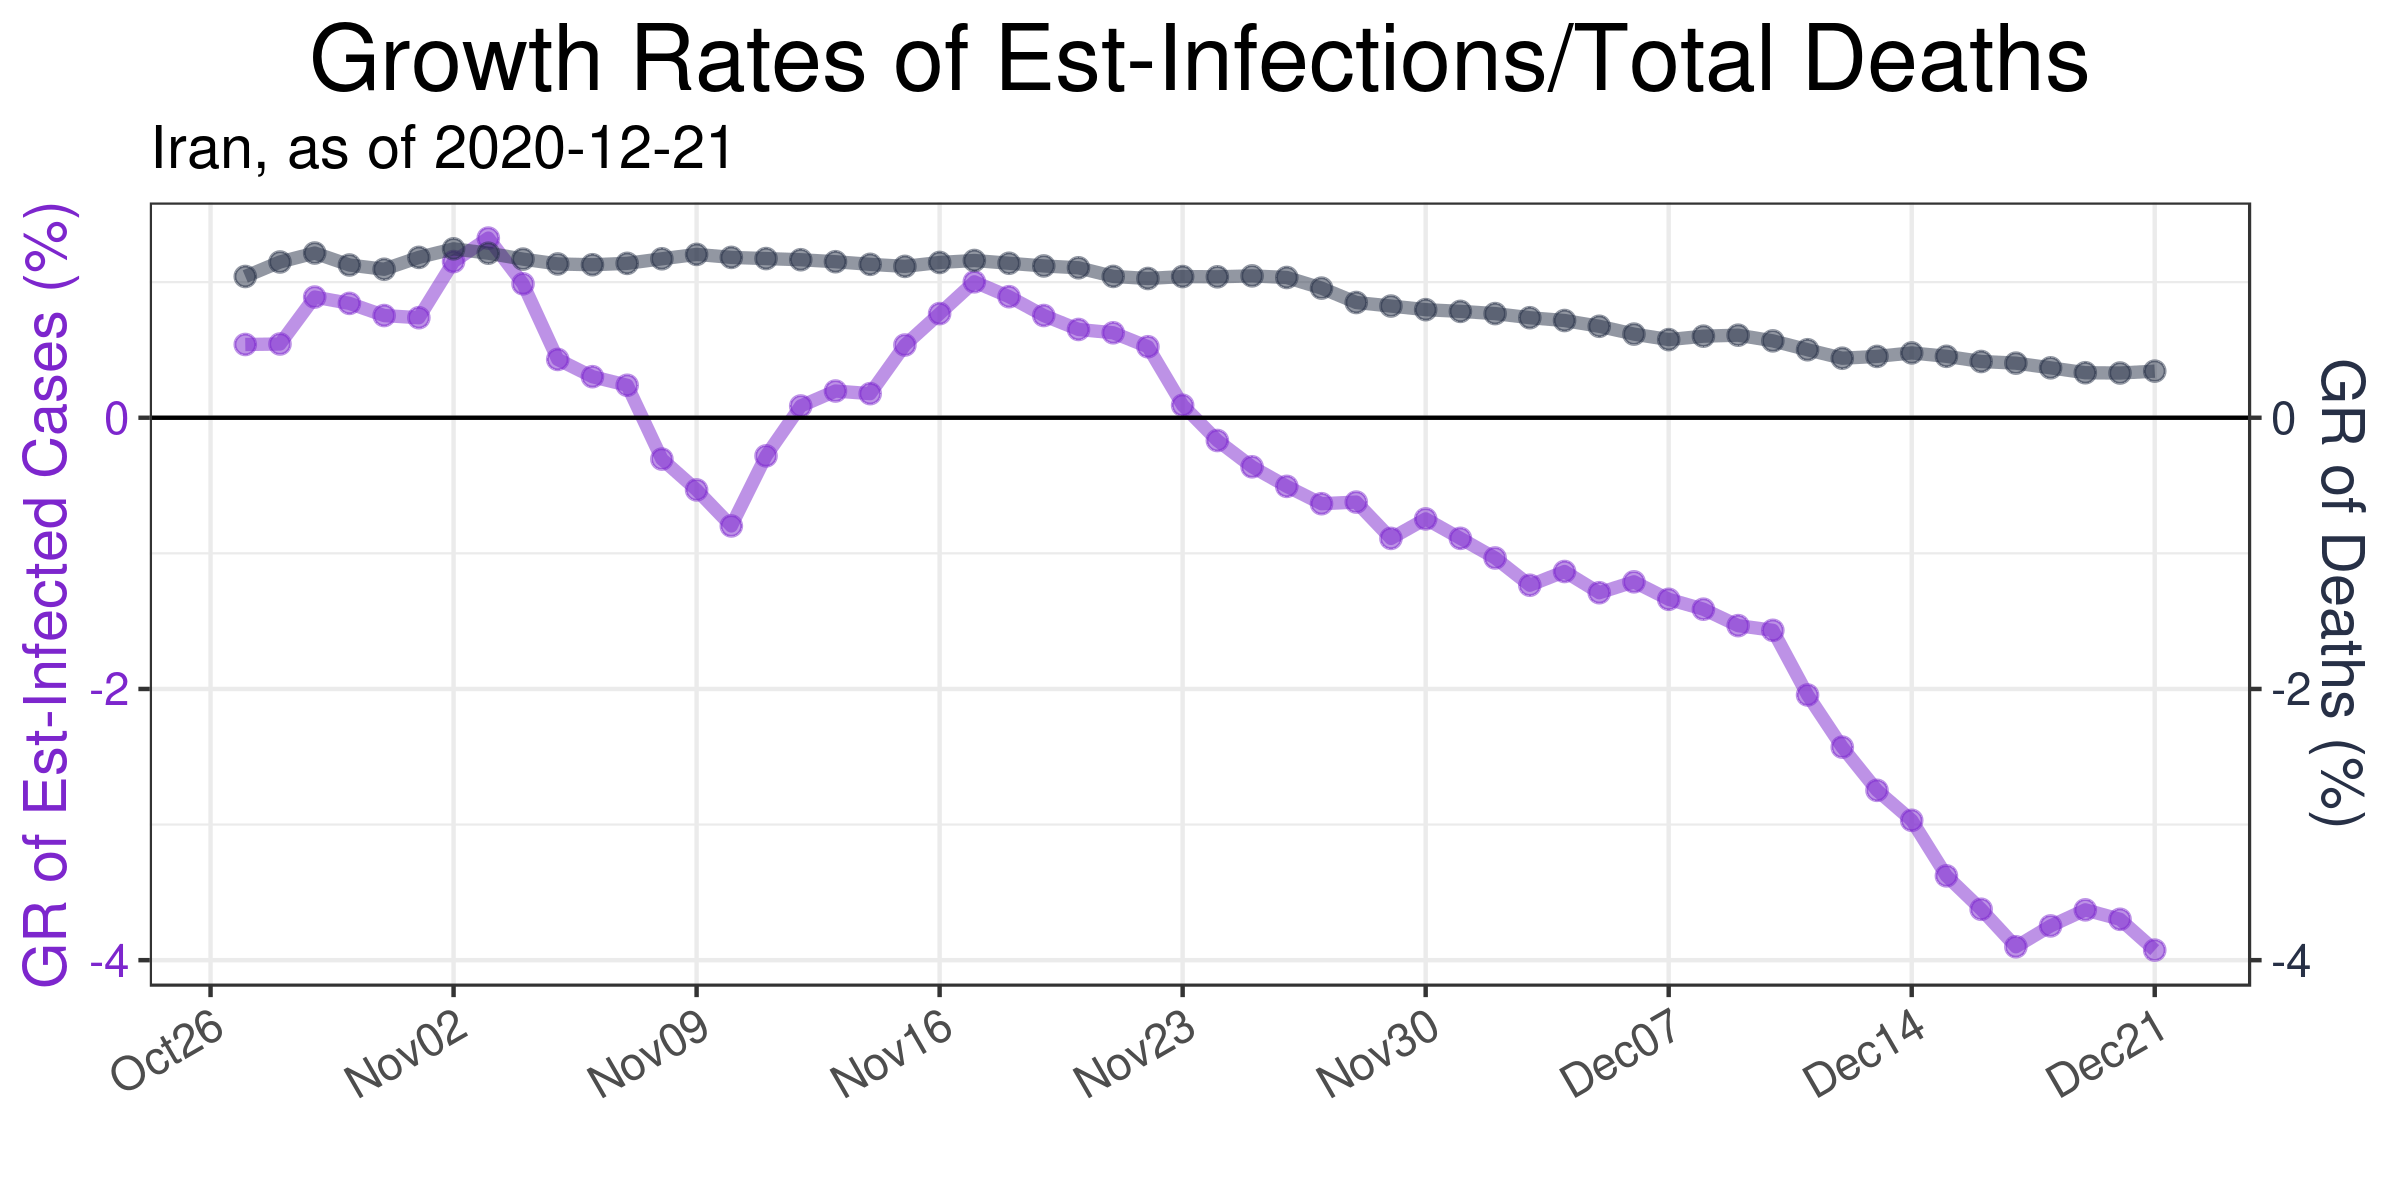 Growth Rates of Est-Infections/Total Deaths
Iran, as of 2020-12-21
GR of Est-Infected Cases (%)
0
-2
-4
0
-2
-4
GR of Deaths (%)
Oct26
Nov02
Nov09
Nov16
Nov23
Nov30
Dec07
Dec14
Dec21